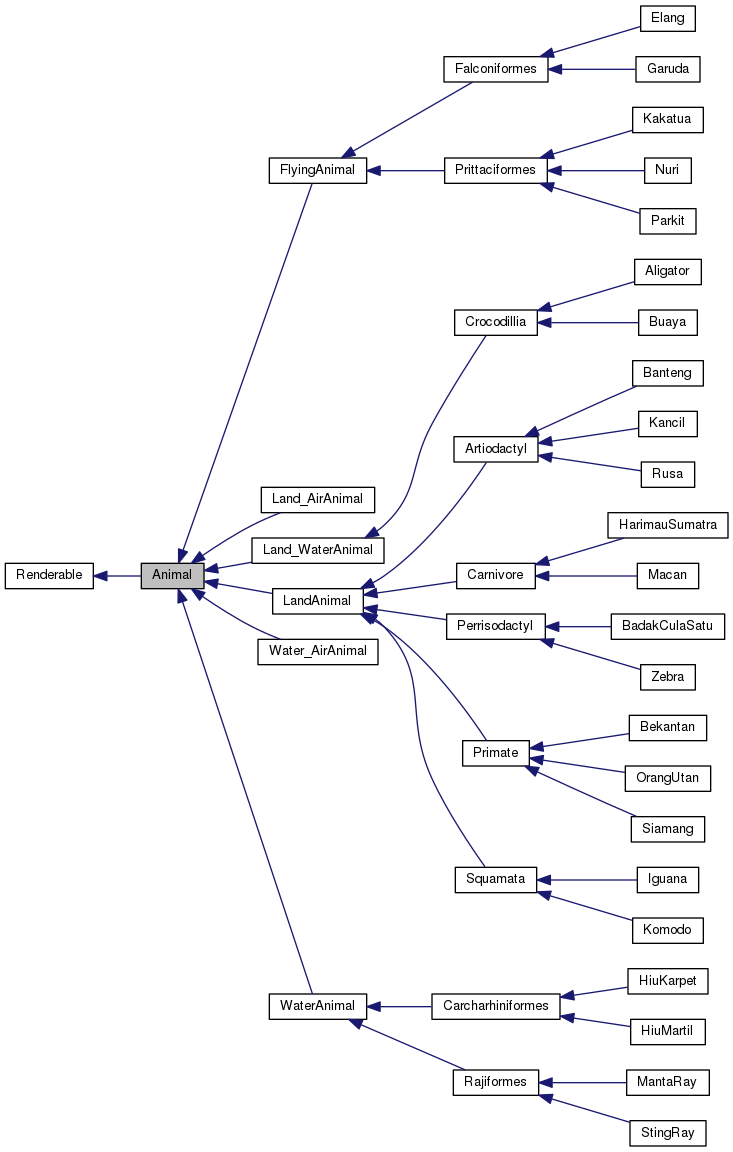 Elang
Falconiformes
Garuda
Kakatua
FlyingAnimal
Prittaciformes
Nuri
Parkit
Aligator
Crocodillia
Buaya
Banteng
Kancil
Artiodactyl
Rusa
Land_AirAnimal
HarimauSumatra
Land_WaterAnimal
Renderable
Animal
Carnivore
Macan
LandAnimal
Perrisodactyl
BadakCulaSatu
Water_AirAnimal
Zebra
Bekantan
Primate
OrangUtan
Siamang
Squamata
Iguana
Komodo
HiuKarpet
WaterAnimal
Carcharhiniformes
HiuMartil
Rajiformes
MantaRay
StingRay